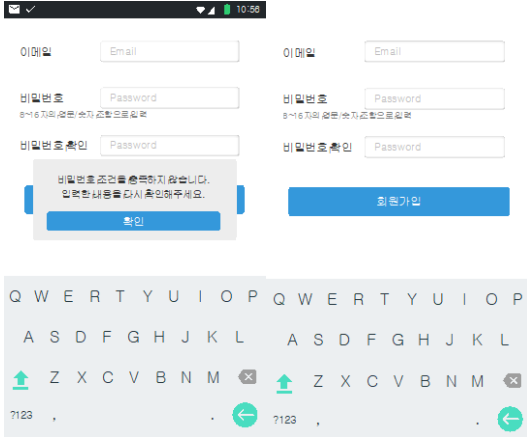 10:56
이메일
Email
비밀번호
Password
8~16자의 영문/숫자 조합으로 입력
비밀번호 확인
Password
비밀번호 조건을 충족하지 않습니다.
입력한 내용을 다시 확인해주세요.
확인
Q W E R T Y U I O P
A S D F G H J K L
Z X C V B N M
?123 , .
이메일
Email
비밀번호
Password
8~16자의 영문/숫자 조합으로 입력
비밀번호 확인
Password
회원가입
Q W E R T Y U I O P
A S D F G H J K L
Z X C V B N M
?123 , .